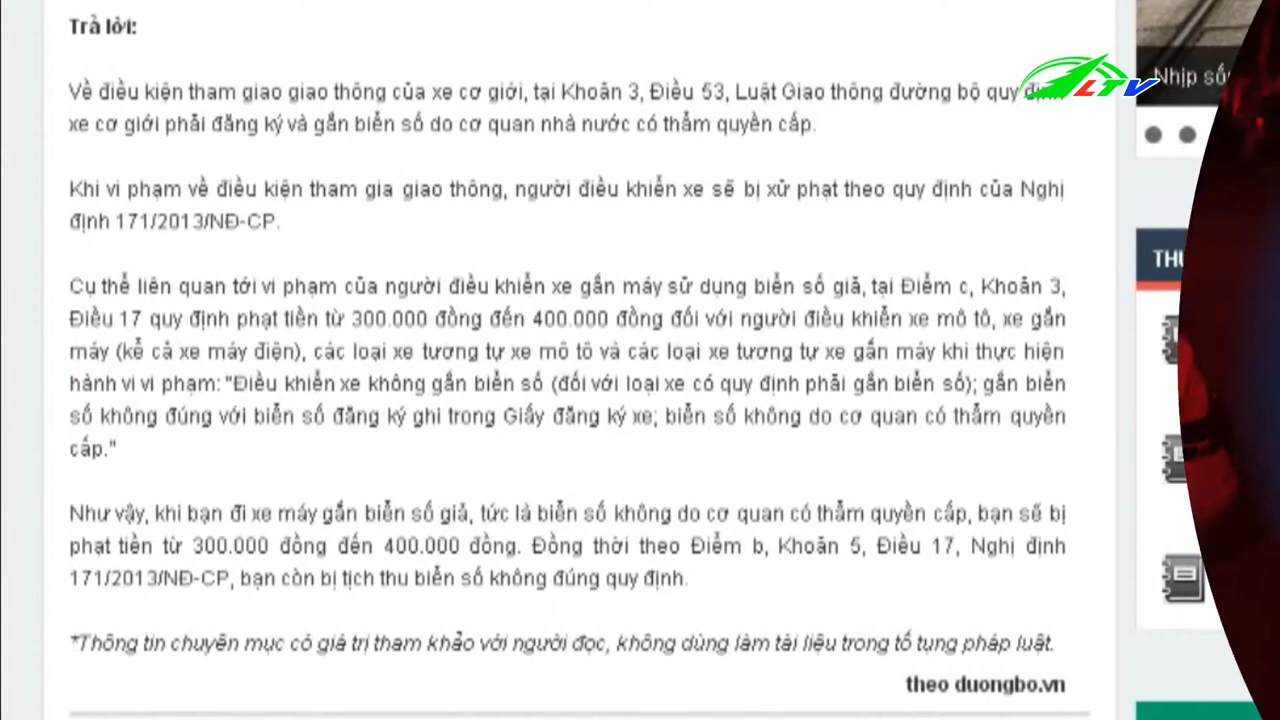 Trả lời:
Về điều kiện tham giao giao thông của xe cơ giới, tại Khoản 3, Điều 53, Luật Giao thông đường bộ quy định
xe cơ giới phải đăng ký và gắn biển số do cơ quan nhà nước có thẩm quyền cấp.
Khi vi phạm về điều kiện tham gia giao thông, người điều khiển xe sẽ bị xử phạt theo quy định của Nghị
định 171/2013/NĐ-CP.
Cụ thể liên quan tới vi phạm của người điều khiển xe gắn máy sử dụng biển số giả, tại Điểm c, Khoản 3,
Điều 17 quy định phạt tiền từ 300.000 đồng đến 400.000 đồng đối với người điều khiển xe mô tô, xe gắn
máy (kể cả xe máy điện), các loại xe tương tự xe mô tô và các loại xe tương tự xe gắn máy khi thực hiện
hành vi vi phạm: "Điều khiển xe không gắn biển số (đối với loại xe có quy định phải gắn biển số); gắn biển
số không đúng với biển số đăng ký ghi trong Giấy đăng ký xe; biển số không do cơ quan có thẩm quyền
cấp."
Như vậy, khi bạn đi xe máy gắn biển số giả, tức là biển số không do cơ quan có thẩm quyền cấp, bạn sẽ bị
phạt tiền từ 300.000 đồng đến 400.000 đồng. Đồng thời theo Điểm b, Khoản 5, Điều 17, Nghị định
171/2013/NĐ-CP, bạn còn bị tịch thu biển số không đúng quy định.
*Thông tin chuyên mục có giá trị tham khảo với người đọc, không dùng làm tài liệu trong tố tụng pháp luật.
theo duongbo.vn
LTV
Nhịp